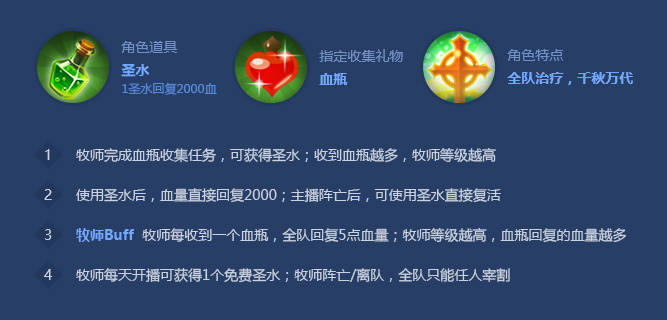 角色道具
圣水
1圣水回复2000血
指定收集礼物
血瓶
角色特点
全队治疗，千秋万代
1 牧师完成血瓶收集任务，可获得圣水；收到血瓶越多，牧师等级越高
2 使用圣水后，血量直接回复2000；主播阵亡后，可使用圣水直接复活
3 牧师Buff 牧师每收到一个血瓶，全队回复5点血量；牧师等级越高，血瓶回复的血量越多
4 牧师每天开播可获得1个免费圣水；牧师阵亡/离队，全队只能任人宰割